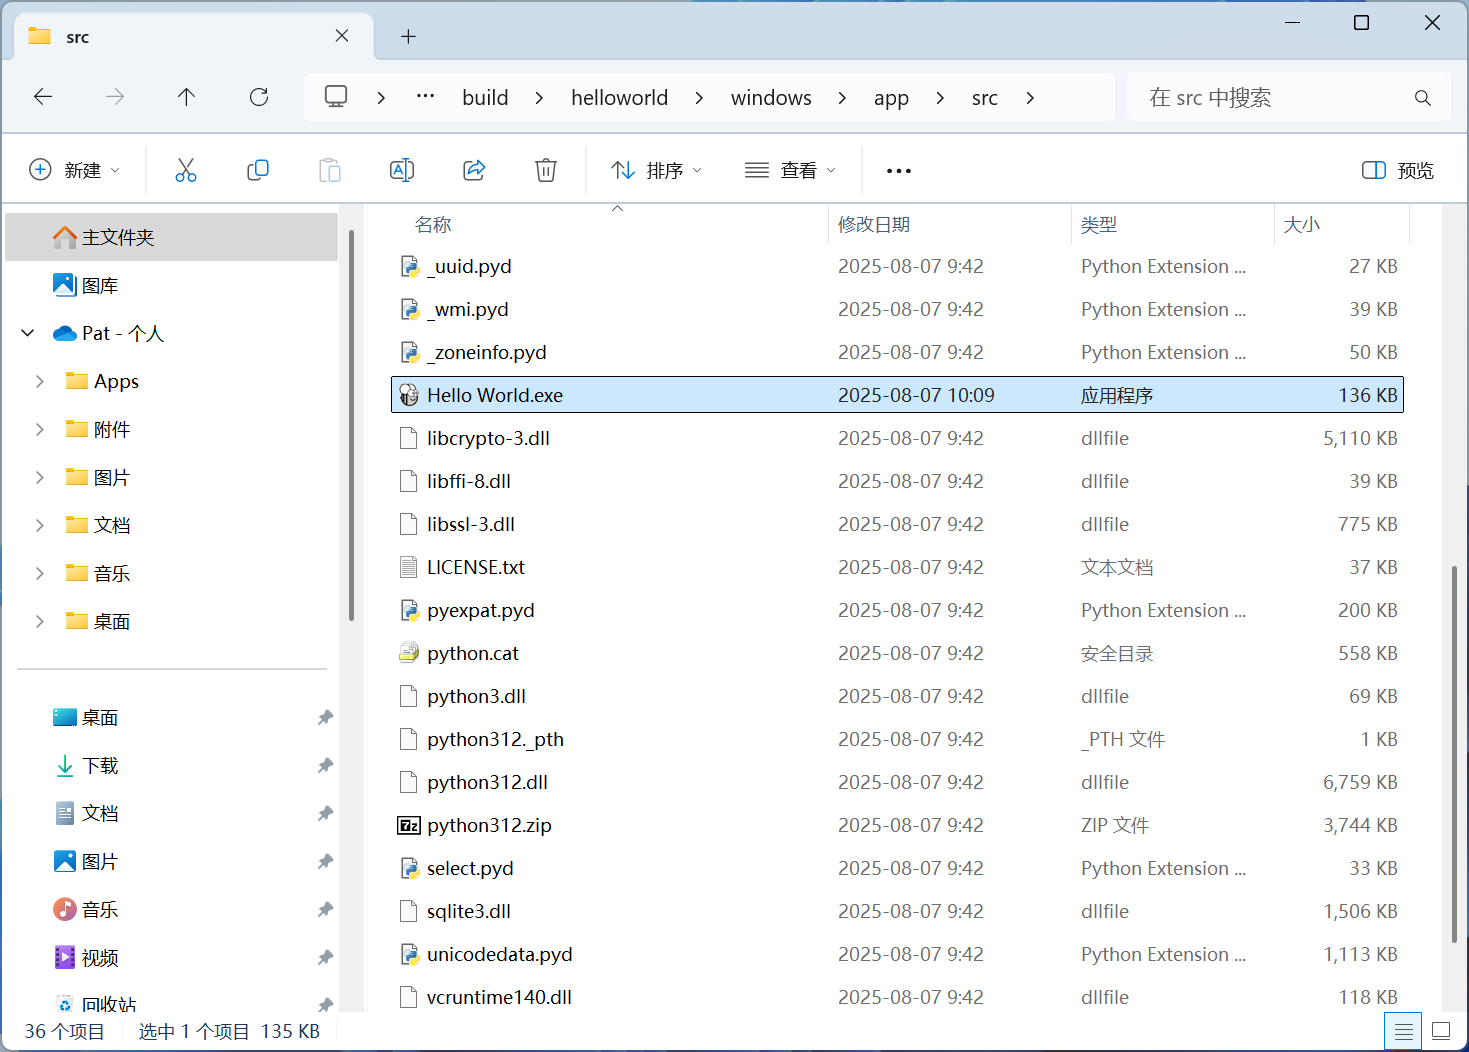 src
build helloworld windows app src
在 src 中搜索
新建 排序 查看 预览
名称 修改日期 类型 大小
主文件夹
图库
Pat - 个人
Apps
附件
图片
文档
音乐
桌面
桌面
下载
文档
图片
音乐
视频
回收站
_uuid.pyd 2025-08-07 9:42 Python Extension ... 27 KB
_wmi.pyd 2025-08-07 9:42 Python Extension ... 39 KB
_zoneinfo.pyd 2025-08-07 9:42 Python Extension ... 50 KB
Hello World.exe 2025-08-07 10:09 应用程序 136 KB
libcrypto-3.dll 2025-08-07 9:42 dllfile 5,110 KB
libffi-8.dll 2025-08-07 9:42 dllfile 39 KB
libssl-3.dll 2025-08-07 9:42 dllfile 775 KB
LICENSE.txt 2025-08-07 9:42 文本文档 37 KB
pyexpat.pyd 2025-08-07 9:42 Python Extension ... 200 KB
python.cat 2025-08-07 9:42 安全目录 558 KB
python3.dll 2025-08-07 9:42 dllfile 69 KB
python312._pth 2025-08-07 9:42 _PTH 文件 1 KB
python312.dll 2025-08-07 9:42 dllfile 6,759 KB
python312.zip 2025-08-07 9:42 ZIP 文件 3,744 KB
select.pyd 2025-08-07 9:42 Python Extension ... 33 KB
sqlite3.dll 2025-08-07 9:42 dllfile 1,506 KB
unicodedata.pyd 2025-08-07 9:42 Python Extension ... 1,113 KB
vcruntime140.dll 2025-08-07 9:42 dllfile 118 KB
36 个项目 选中 1 个项目 135 KB